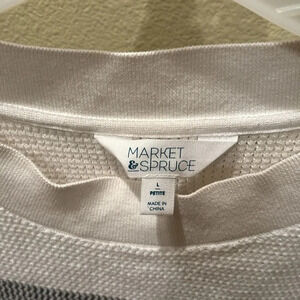 MARKET
&SPRUCE
L
PETITE
MADE IN
CHINA